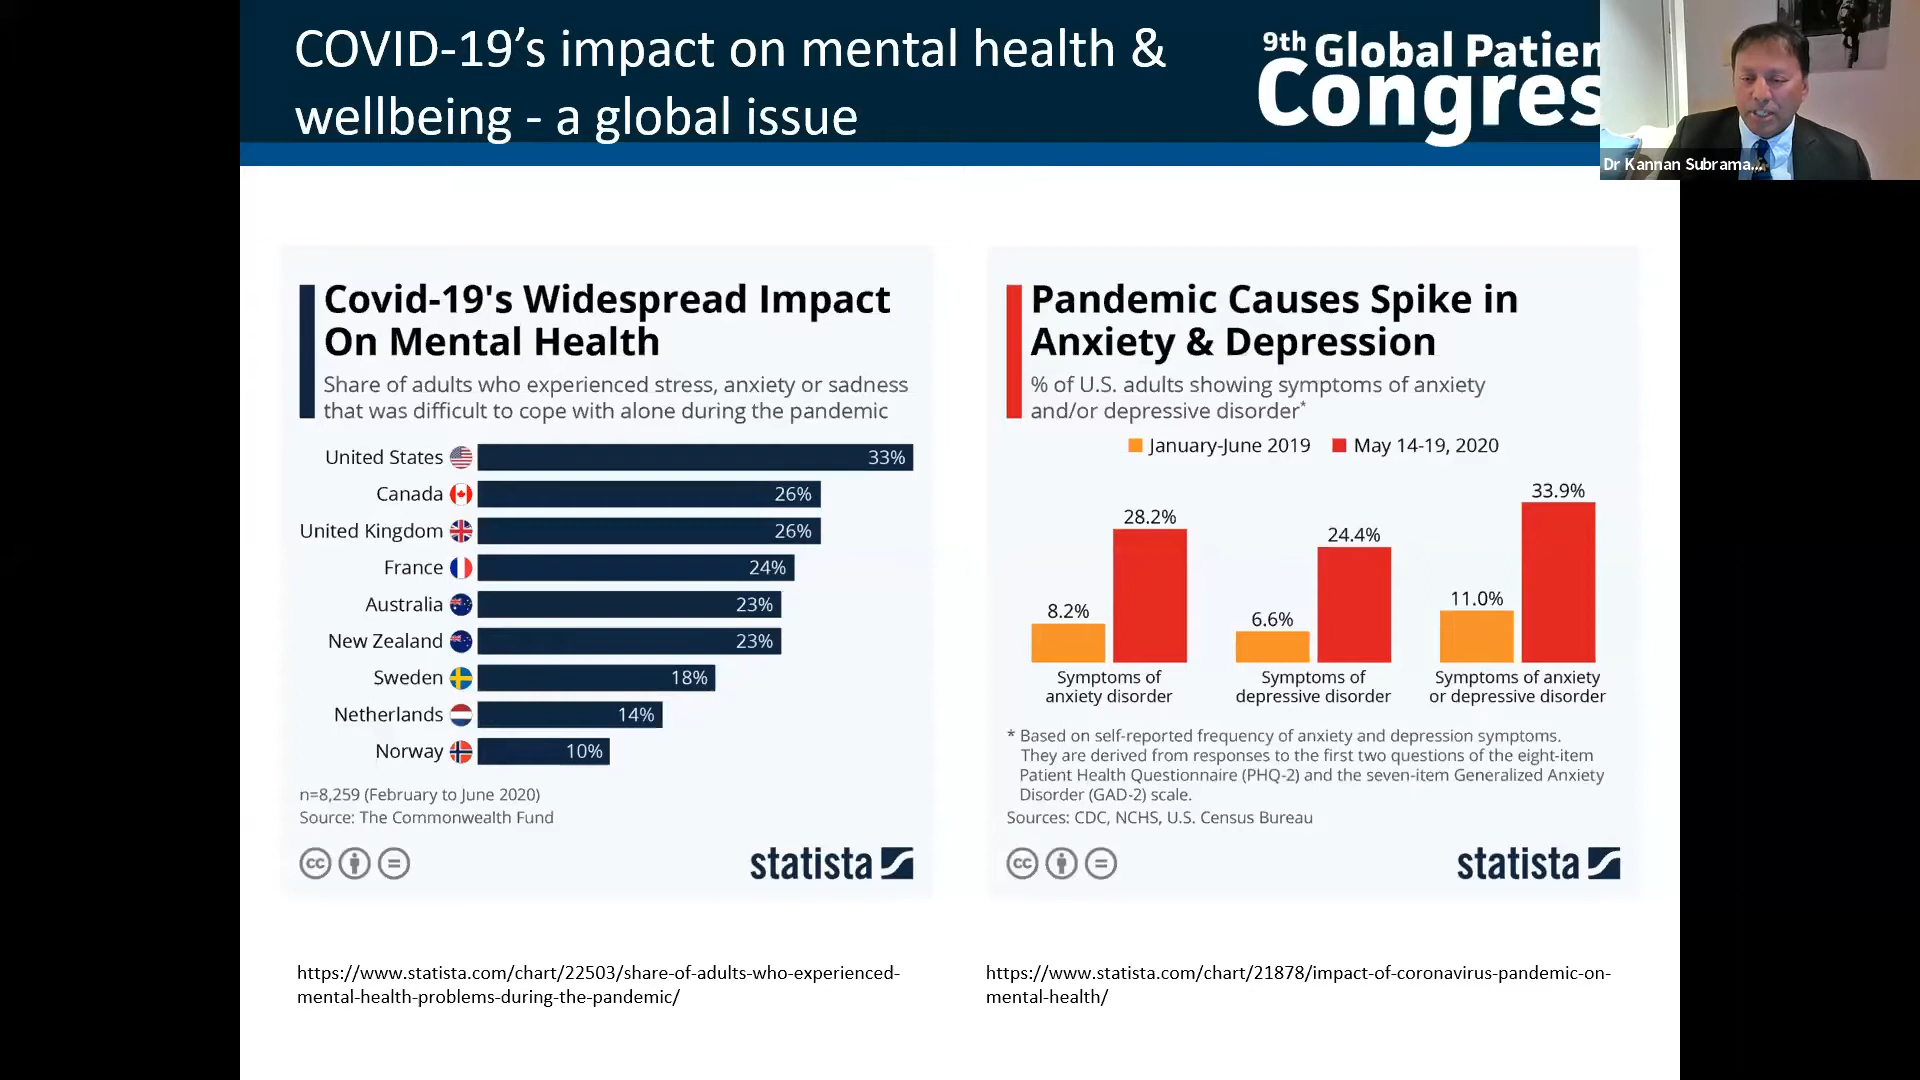 COVID-19's impact on mental health &
wellbeing - a global issue
9th Global Patien
Congres
Dr Kannan Subrama...
Covid-19's Widespread Impact
On Mental Health
Share of adults who experienced stress, anxiety or sadness
that was difficult to cope with alone during the pandemic
United States 33%
Canada 26%
United Kingdom 26%
France 24%
Australia 23%
New Zealand 23%
Sweden 18%
Netherlands 14%
Norway 10%
n=8,259 (February to June 2020)
Source: The Commonwealth Fund
cc =
statista
https://www.statista.com/chart/22503/share-of-adults-who-experienced-
mental-health-problems-during-the-pandemic/
Pandemic Causes Spike in
Anxiety & Depression
% of U.S. adults showing symptoms of anxiety
and/or depressive disorder*
January-June 2019 May 14-19, 2020
8.2% 28.2% 6.6% 24.4% 11.0% 33.9%
Symptoms of Symptoms of Symptoms of anxiety
anxiety disorder depressive disorder or depressive disorder
* Based on self-reported frequency of anxiety and depression symptoms.
They are derived from responses to the first two questions of the eight-item
Patient Health Questionnaire (PHQ-2) and the seven-item Generalized Anxiety
Disorder (GAD-2) scale.
Sources: CDC, NCHS, U.S. Census Bureau
cc =
statista
https://www.statista.com/chart/21878/impact-of-coronavirus-pandemic-on-
mental-health/